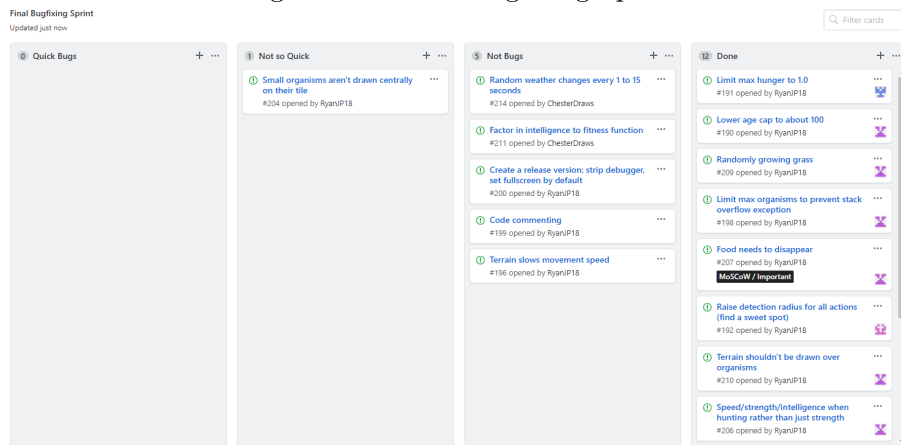 Final Bugfixing Sprint
Updated just now
Filter cards
0 Quick Bugs
1 Not so Quick
Small organisms aren't drawn centrally
on their tile
#204 opened by RyanJP18
5 Not Bugs
Random weather changes every 1 to 15
seconds
#214 opened by ChesterDraws
Factor in intelligence to fitness function
#211 opened by ChesterDraws
Create a release version: strip debugger,
set fullscreen by default
#200 opened by RyanJP18
Code commenting
#199 opened by RyanJP18
Terrain slows movement speed
#196 opened by RyanJP18
12 Done
Limit max hunger to 1.0
#191 opened by RyanJP18
Lower age cap to about 100
#190 opened by RyanJP18
Randomly growing grass
#209 opened by RyanJP18
Limit max organisms to prevent stack
overflow exception
#198 opened by RyanJP18
Food needs to disappear
#207 opened by RyanJP18
MoSCoW / Important
Raise detection radius for all actions
(find a sweet spot)
#192 opened by RyanJP18
Terrain shouldn't be drawn over
organisms
#210 opened by RyanJP18
Speed/strength/intelligence when
hunting rather than just strength
#206 opened by RyanJP18